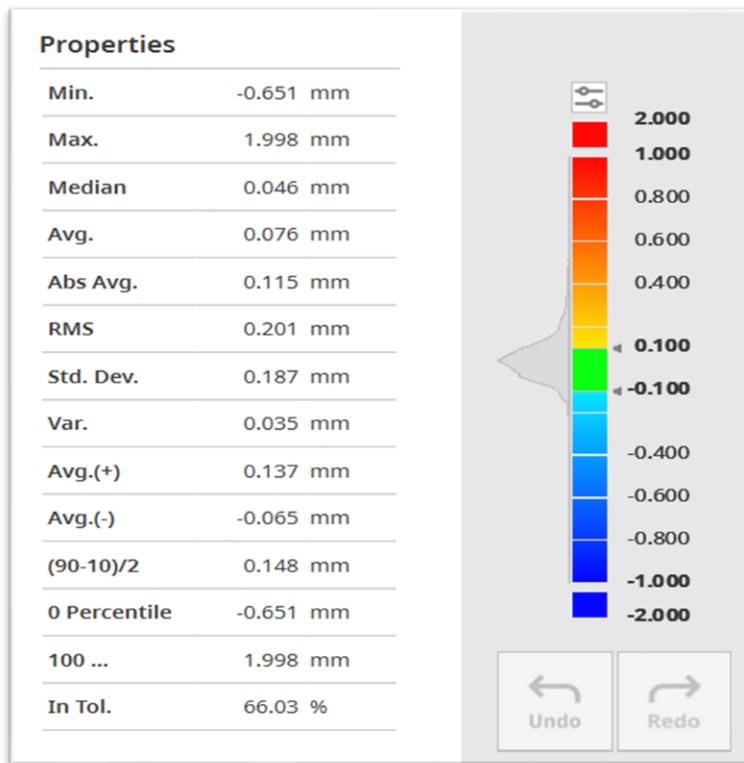 Properties
Min. -0.651 mm
Max. 1.998 mm
Median 0.046 mm
Avg. 0.076 mm
Abs Avg. 0.115 mm
RMS 0.201 mm
Std. Dev. 0.187 mm
Var. 0.035 mm
Avg.(+) 0.137 mm
Avg.(-) -0.065 mm
(90-10)/2 0.148 mm
0 Percentile -0.651 mm
100 ... 1.998 mm
In Tol. 66.03 %
2.000
1.000
0.800
0.600
0.400
0.100
-0.100
-0.400
-0.600
-0.800
-1.000
-2.000
Undo Redo